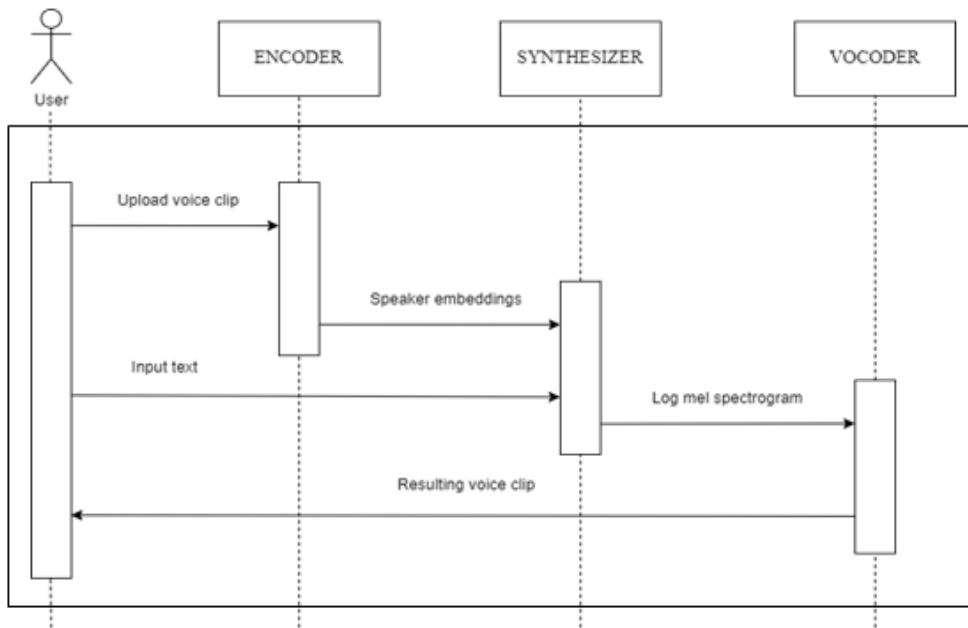 User
ENCODER
SYNTHESIZER
VOCODER
Upload voice clip
Speaker embeddings
Input text
Log mel spectrogram
Resulting voice clip